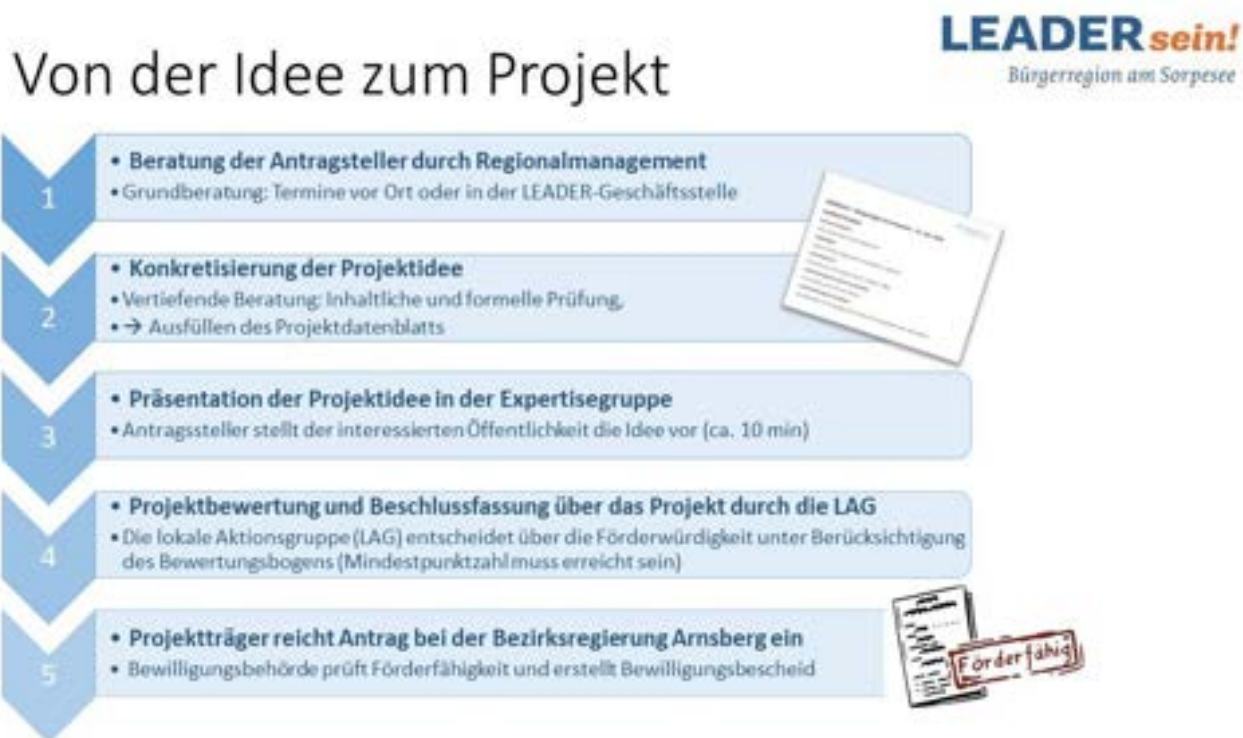 LEADER sein!
Bürgerregion am Sorpesee
Von der Idee zum Projekt
1
• Beratung der Antragsteller durch Regionalmanagement
• Grundberatung: Termine vor Ort oder in der LEADER-Geschäftsstelle
2
• Konkretisierung der Projektidee
• Vertiefende Beratung: Inhaltliche und formelle Prüfung,
• → Ausfüllen des Projektdatenblatts
3
• Präsentation der Projektidee in der Expertisegruppe
• Antragssteller stellt der interessierten Öffentlichkeit die Idee vor (ca. 10 min)
4
• Projektbewertung und Beschlussfassung über das Projekt durch die LAG
• Die lokale Aktionsgruppe (LAG) entscheidet über die Förderwürdigkeit unter Berücksichtigung
des Bewertungsbogens (Mindestpunktzahl muss erreicht sein)
5
• Projektträger reicht Antrag bei der Bezirksregierung Arnsberg ein
• Bewilligungsbehörde prüft Förderfähigkeit und erstellt Bewilligungsbescheid
Förderfähig